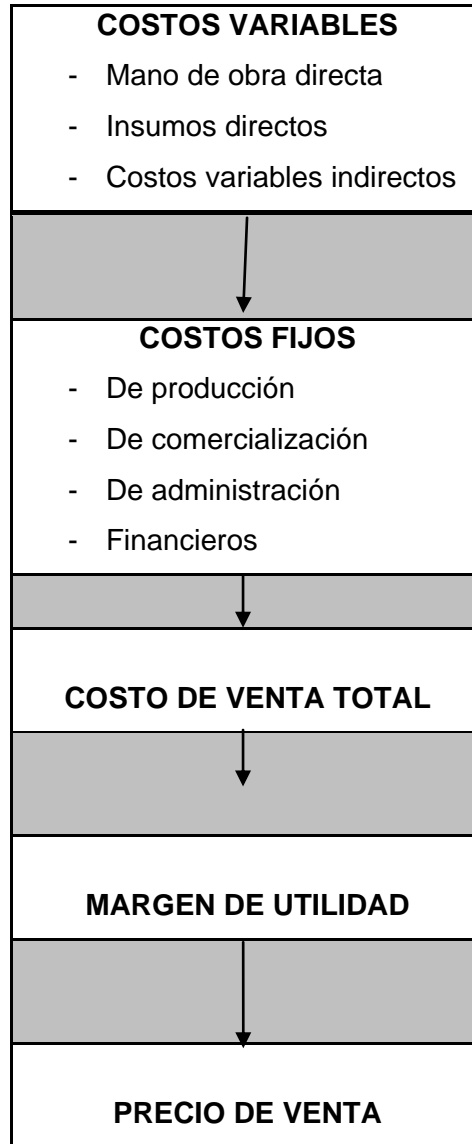 COSTOS VARIABLES
- Mano de obra directa
- Insumos directos
- Costos variables indirectos
COSTOS FIJOS
- De producción
- De comercialización
- De administración
- Financieros
COSTO DE VENTA TOTAL
MARGEN DE UTILIDAD
PRECIO DE VENTA